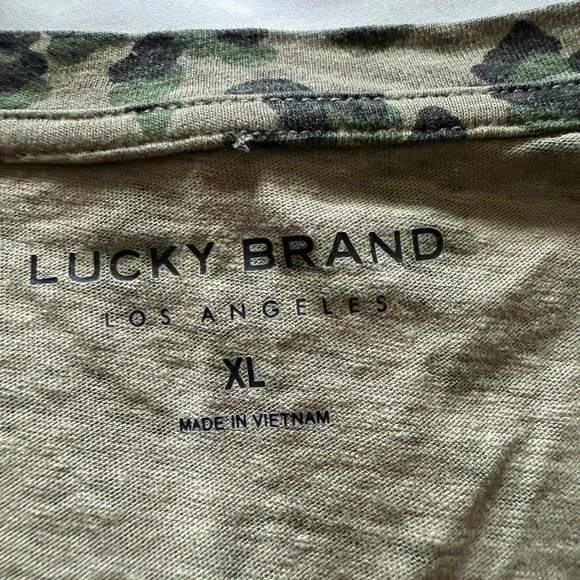 LUCKY BRAND
LOS ANGELES
XL
MADE IN VIETNAM